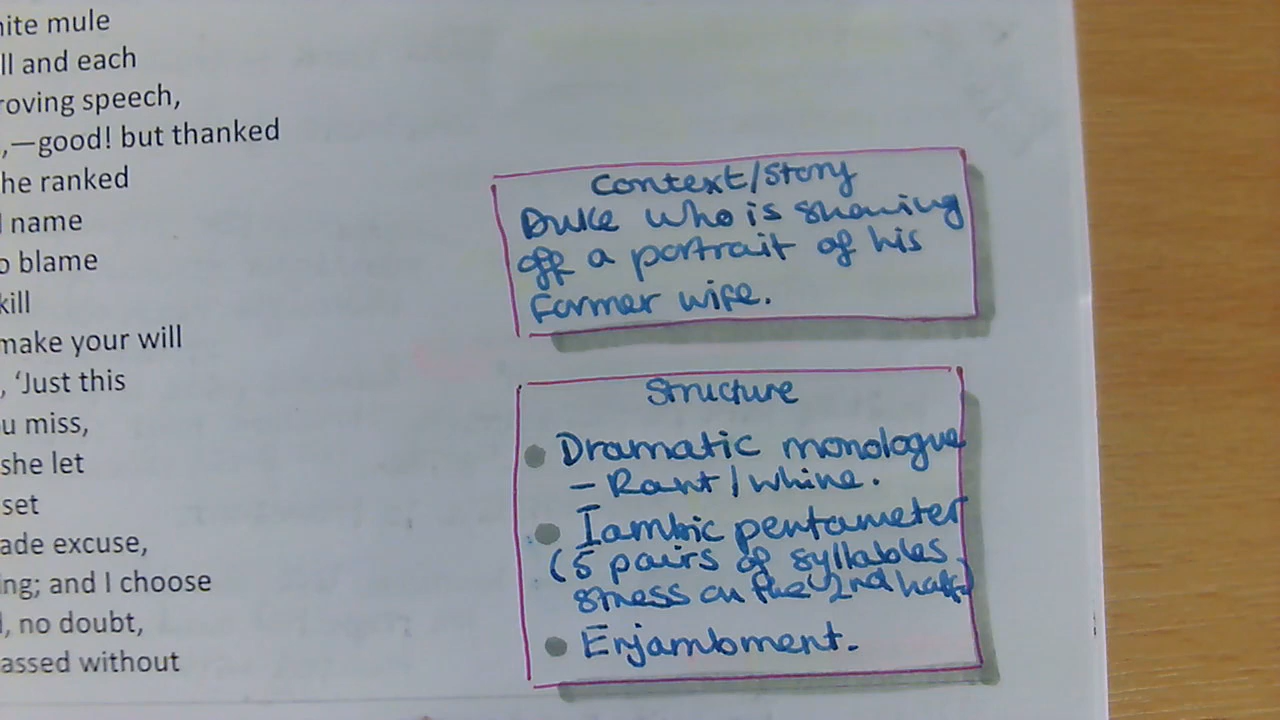 hite mule
ll and each
roving speech,
,—good! but thanked
he ranked
name
o blame
kill
make your will
, ‘Just this
u miss,
she let
set
ade excuse,
ing; and I choose
, no doubt,
assed without
Context/Story
Duke who is showing
off a portrait of his
former wife.
Structure
Dramatic monologue
– Rant/whine.
Iambic pentameter
(5 pairs of syllables
stress on the 2nd half)
Enjambment.